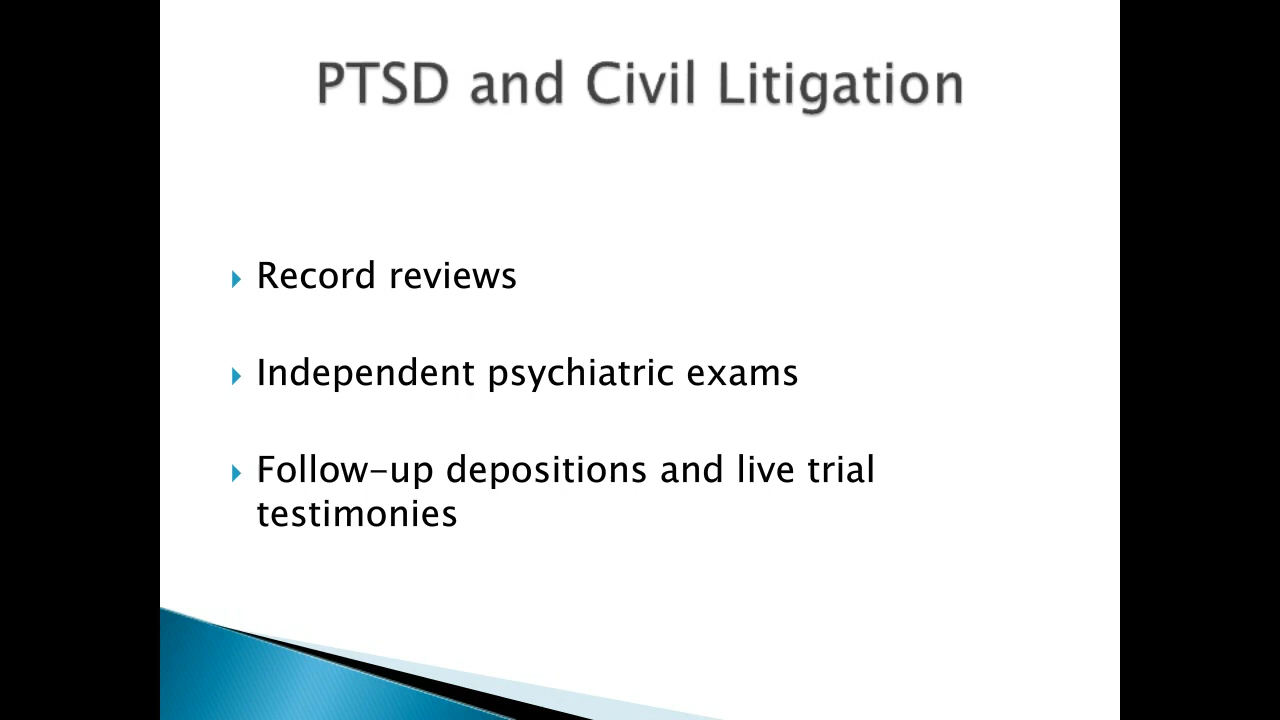 PTSD and Civil Litigation
Record reviews
Independent psychiatric exams
Follow-up depositions and live trial
testimonies